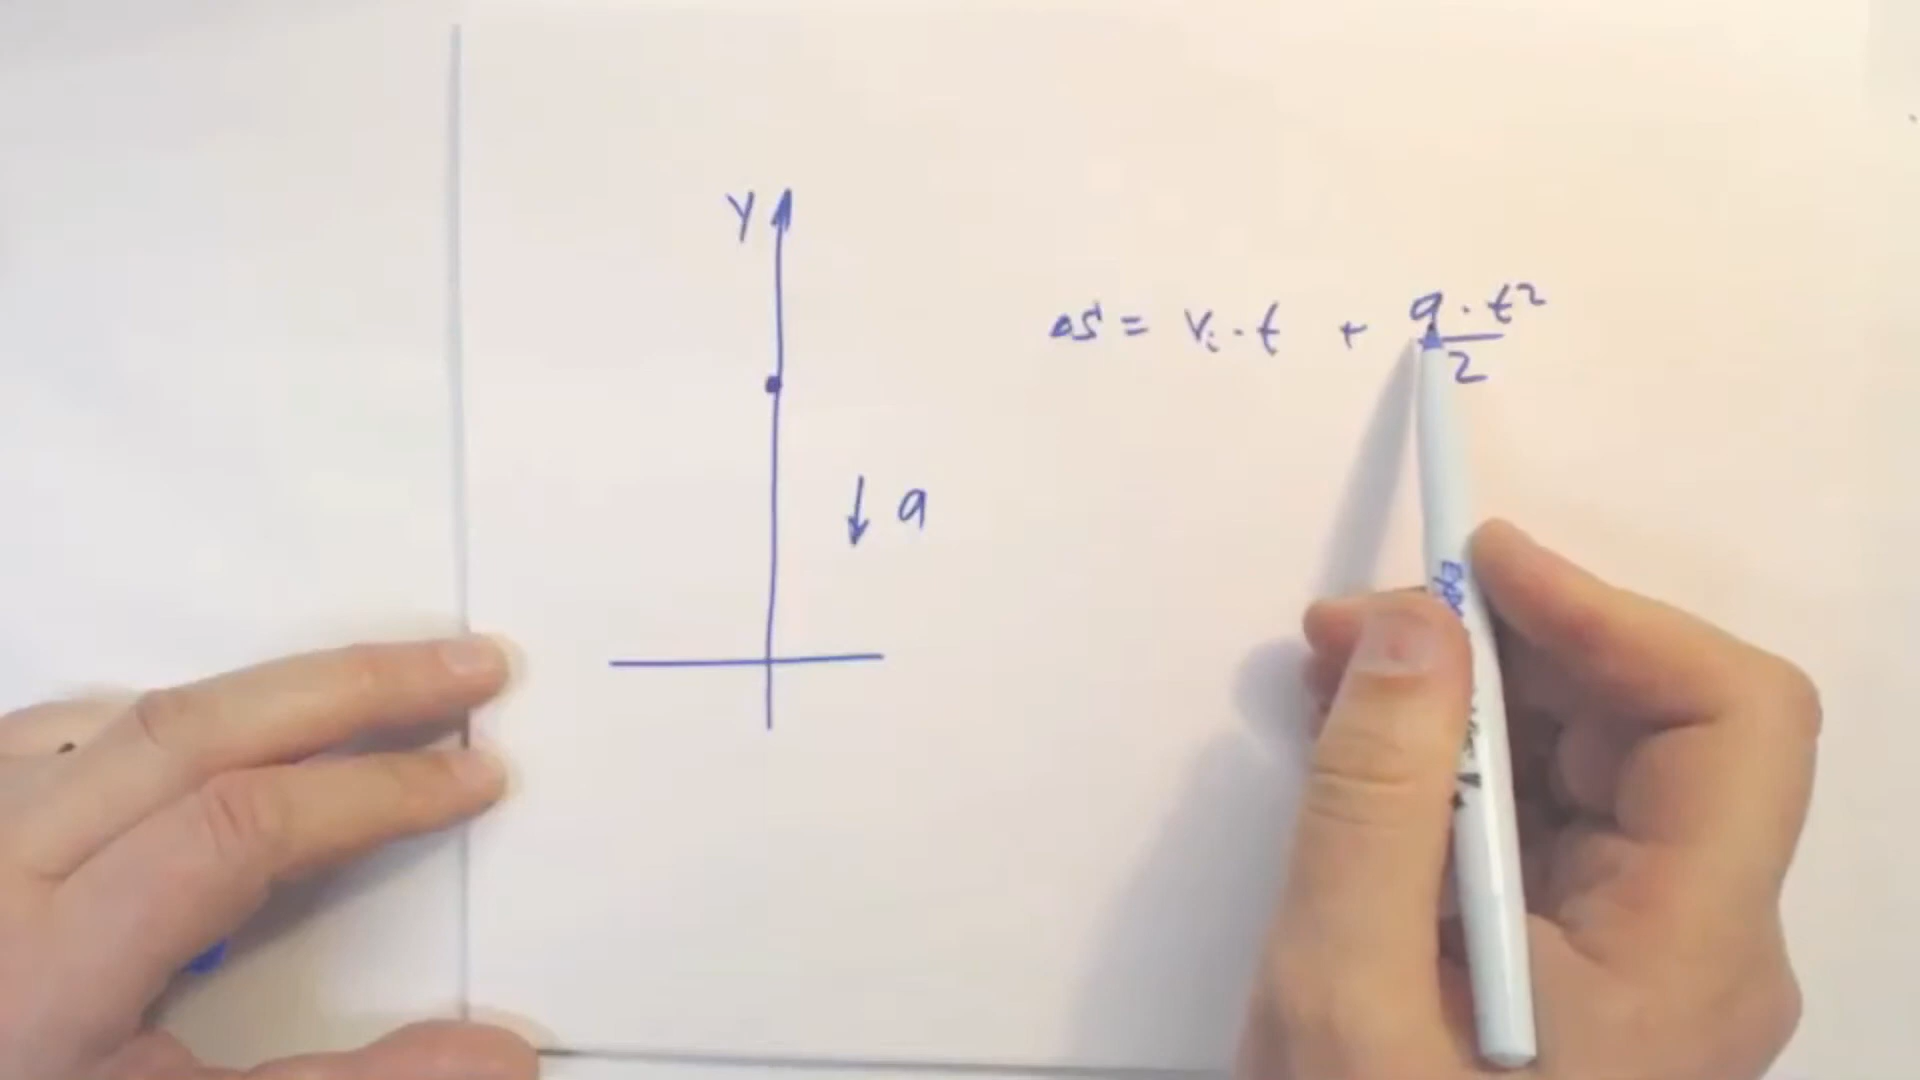 Y
ΔS = Vi · t + a · t²/2
a